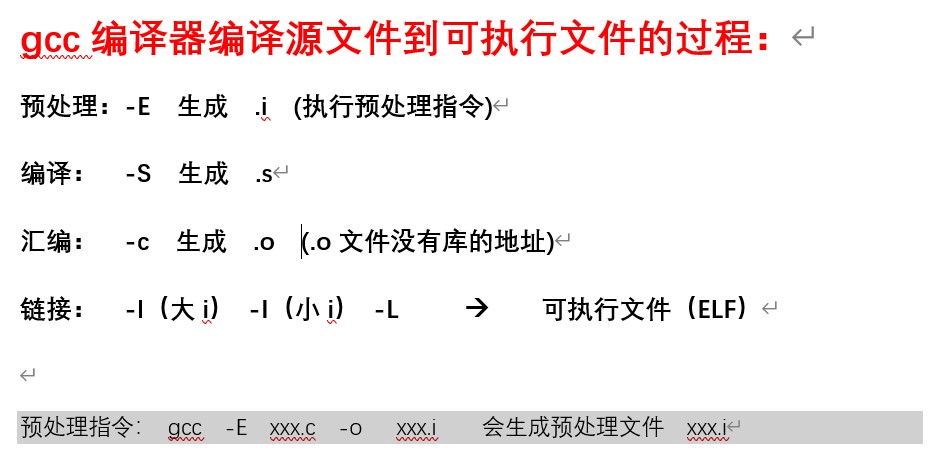 gcc 编译器编译源文件到可执行文件的过程：
预处理：-E 生成 .i (执行预处理指令)
编译： -S 生成 .s
汇编： -c 生成 .o (.o 文件没有库的地址)
链接： -I（大 i） -l（小 i） -L → 可执行文件（ELF）
预处理指令: gcc -E xxx.c -o xxx.i 会生成预处理文件 xxx.i